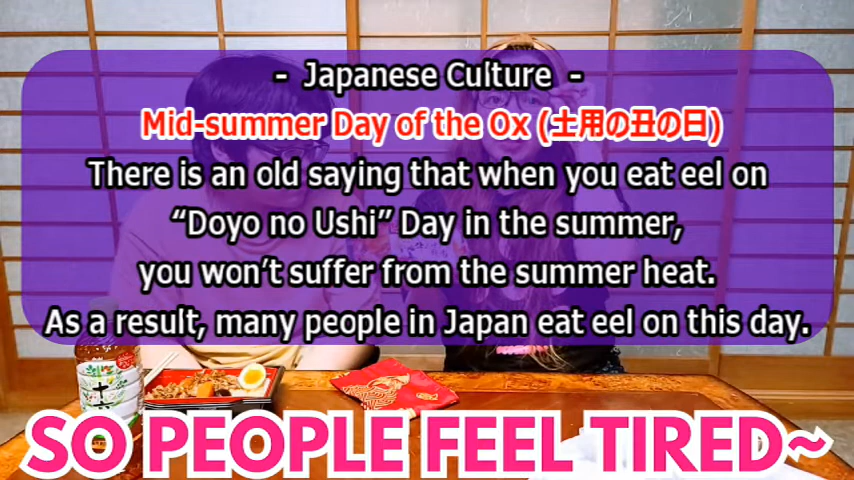 - Japanese Culture -
Mid-summer Day of the Ox (土用の丑の日)
There is an old saying that when you eat eel on
“Doyo no Ushi” Day in the summer,
you won’t suffer from the summer heat.
As a result, many people in Japan eat eel on this day.
SO PEOPLE FEEL TIRED~